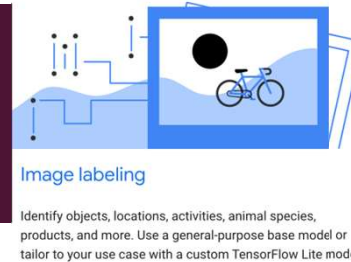 Image labeling
Identify objects, locations, activities, animal species,
products, and more. Use a general-purpose base model or
tailor to your use case with a custom TensorFlow Lite mod